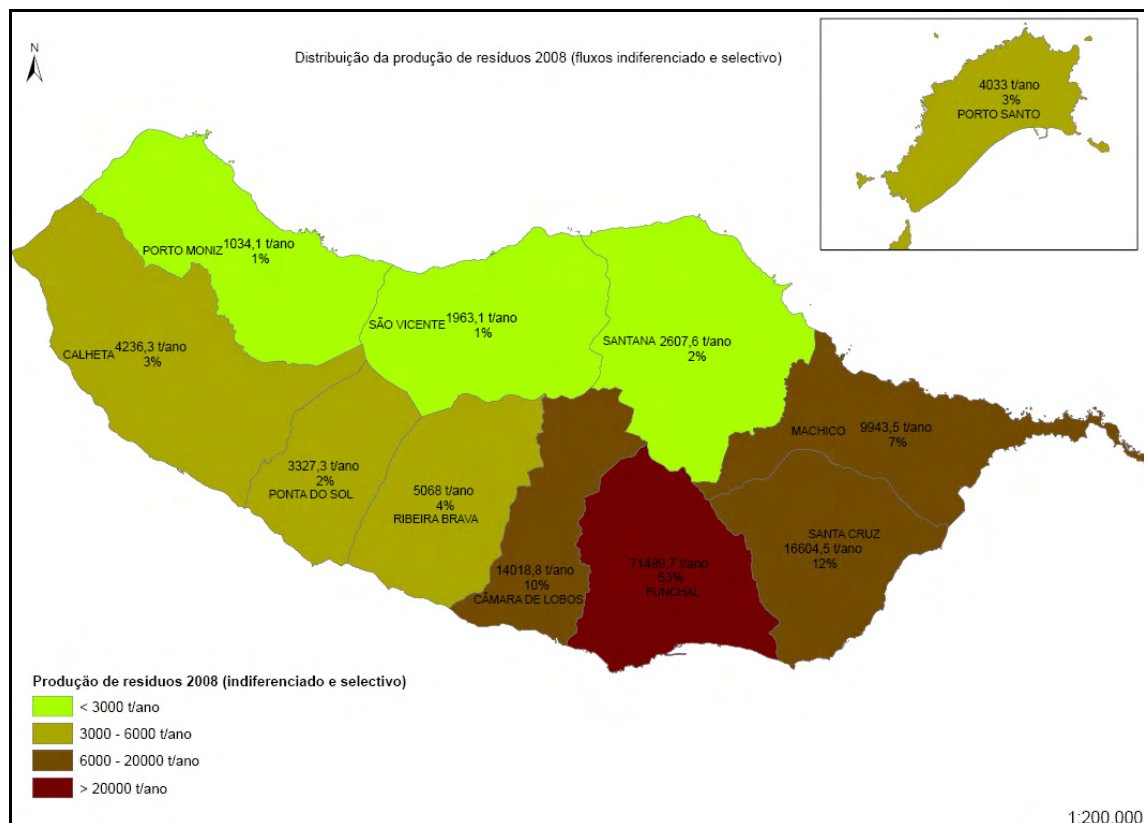 N
Distribuição da produção de resíduos 2008 (fluxos indiferenciado e selectivo)
4033 t/ano
3%
PORTO SANTO
PORTO MONIZ 1034,1 t/ano
1%
SÃO VICENTE 1963,1 t/ano
1%
SANTANA 2607,6 t/ano
2%
CALHETA 4236,3 t/ano
3%
MACHICO 9943,5 t/ano
7%
3327,3 t/ano
2%
PONTA DO SOL
5068 t/ano
4%
RIBEIRA BRAVA
14018,8 t/ano
10%
CÂMARA DE LOBOS
71499,7 t/ano
53%
FUNCHAL
SANTA CRUZ
16604,5 t/ano
12%
Produção de resíduos 2008 (indiferenciado e selectivo)
< 3000 t/ano
3000 - 6000 t/ano
6000 - 20000 t/ano
> 20000 t/ano
1:200.000